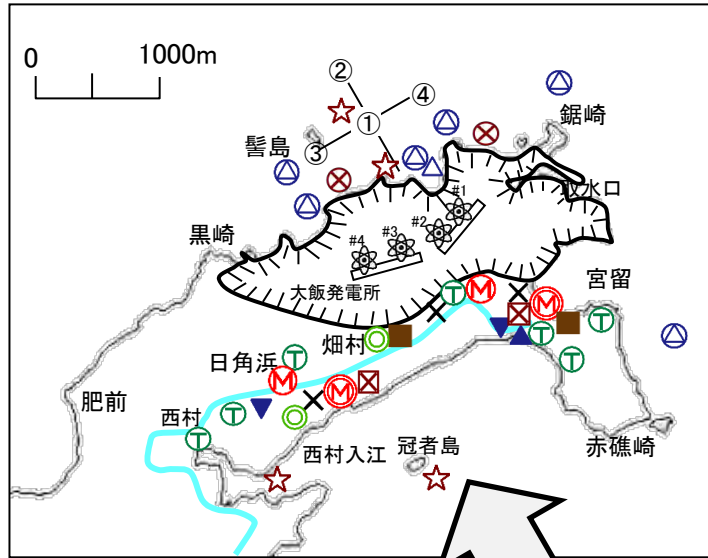 0 1000m
②
④
①
③
鋸崎
髻島
取水口
#1
#2
#3
#4
黒崎
大飯発電所
宮留
T
M
M
畑村
T
T
日角浜
T
T
M
M
肥前
T
西村
T
西村入江
冠者島
赤礁崎